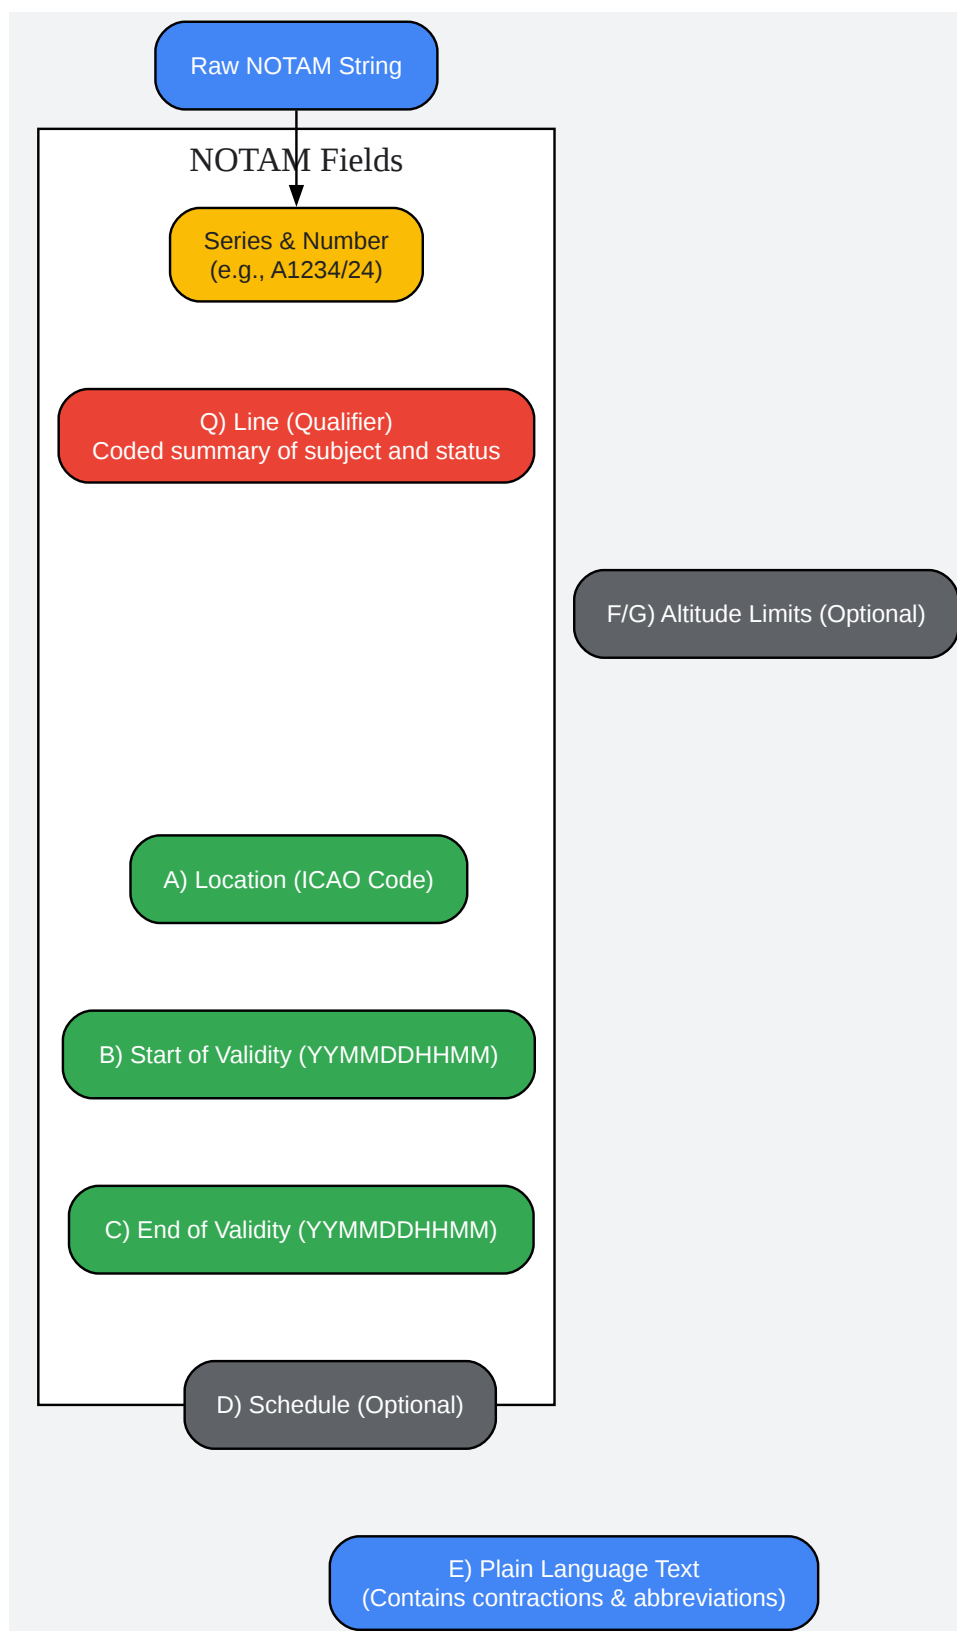 Raw NOTAM String
NOTAM Fields
Series & Number
(e.g., A1234/24)
Q) Line (Qualifier)
Coded summary of subject and status
F/G) Altitude Limits (Optional)
A) Location (ICAO Code)
B) Start of Validity (YYMMDDHHMM)
C) End of Validity (YYMMDDHHMM)
D) Schedule (Optional)
E) Plain Language Text
(Contains contractions & abbreviations)